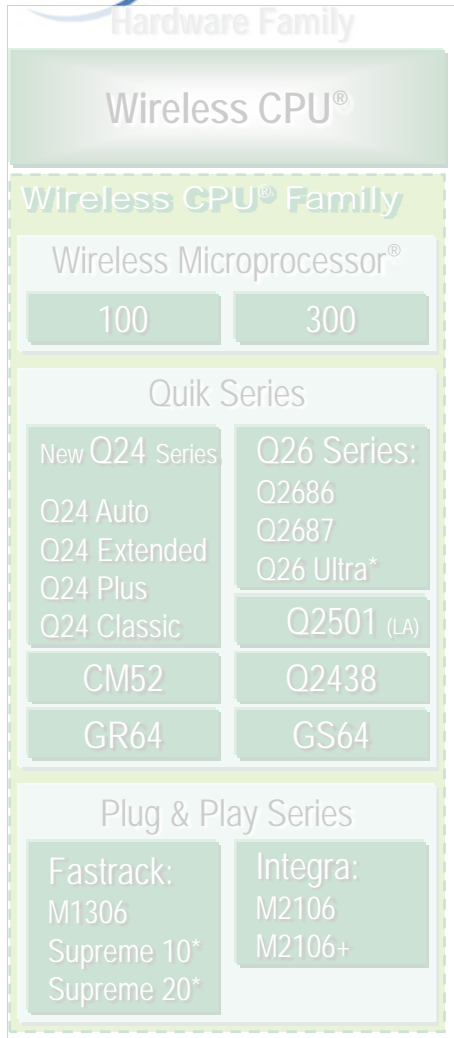 Hardware Family
Wireless CPU®
Wireless CPU® Family
Wireless Microprocessor®
100
300
Quik Series
New Q24 Series
Q24 Auto
Q24 Extended
Q24 Plus
Q24 Classic
Q26 Series:
Q2686
Q2687
Q26 Ultra*
Q2501 (LA)
CM52
Q2438
GR64
GS64
Plug & Play Series
Fastrack:
M1306
Supreme 10*
Supreme 20*
Integra:
M2106
M2106+